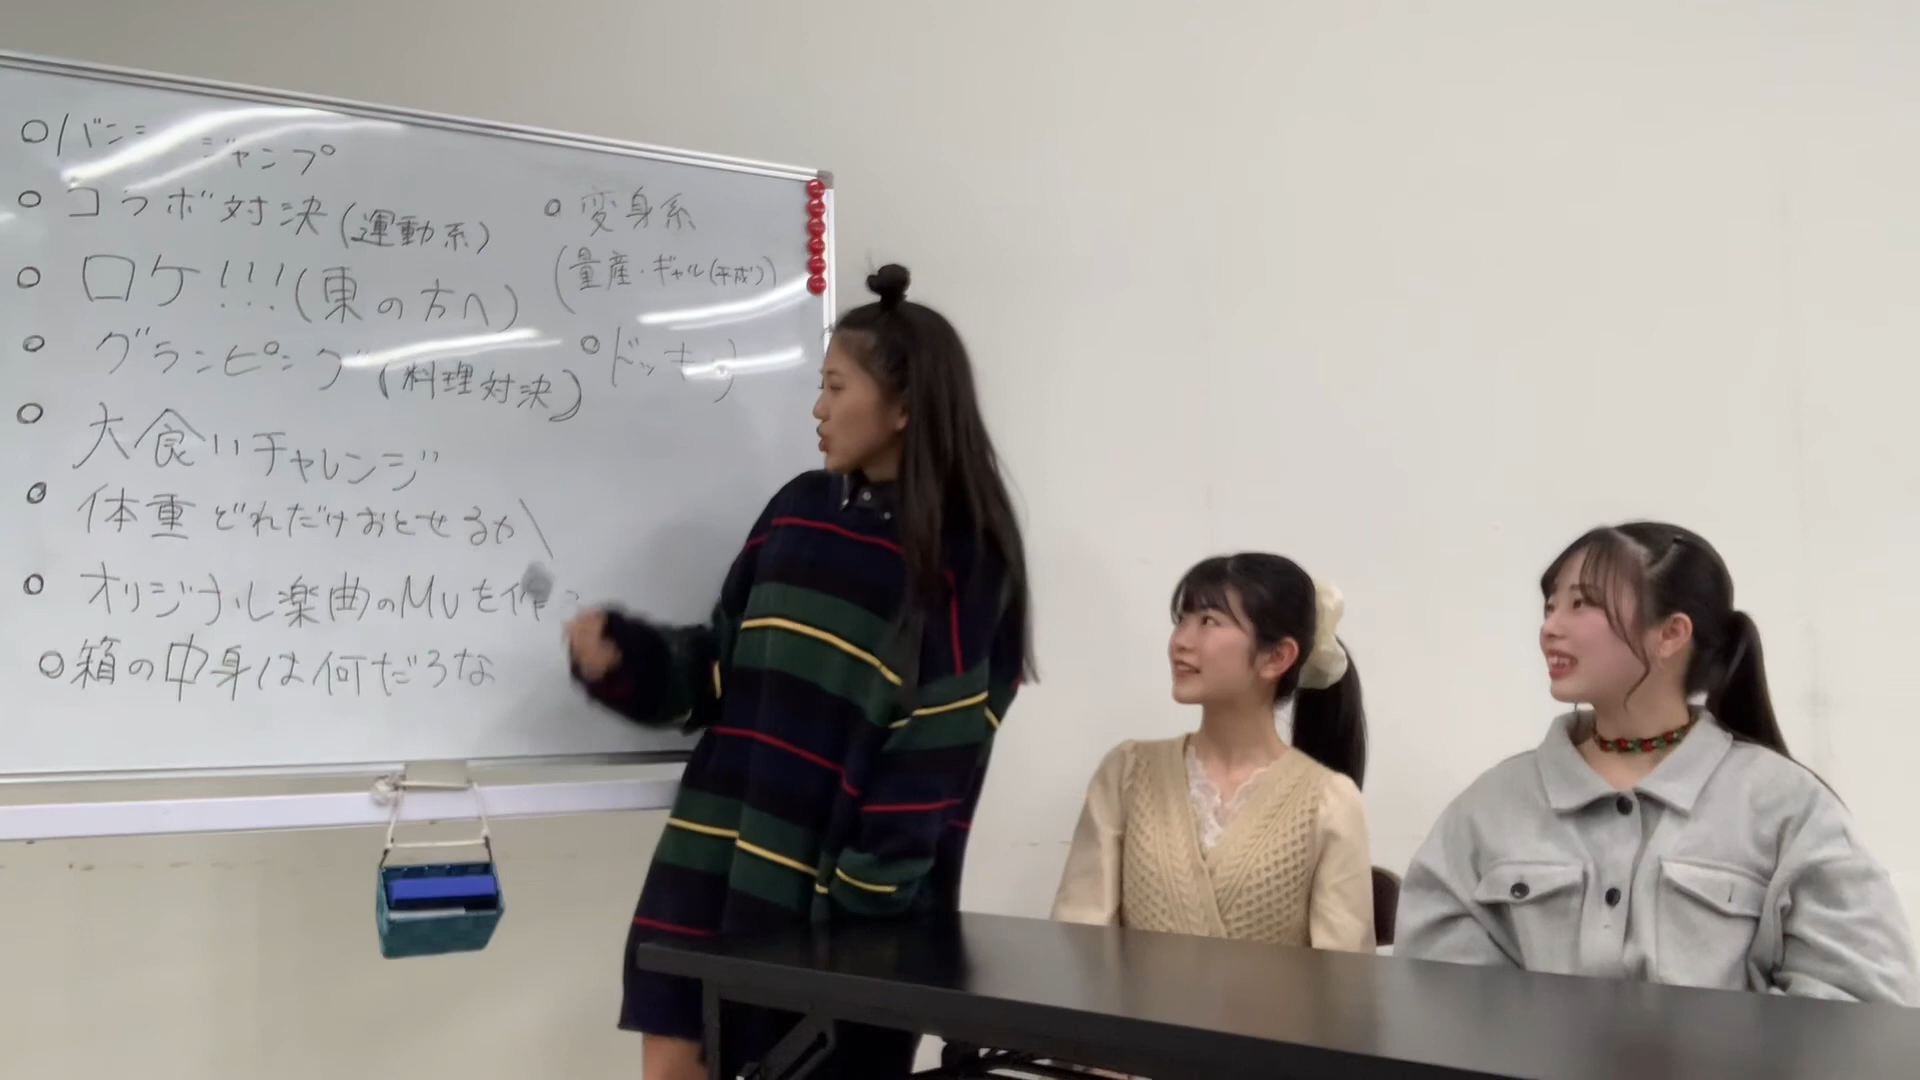 ○バンジージャンプ
○コラボ対決(運動系)
○ロケ!!!(東の方へ)
○グランピング(料理対決)
○大食いチャレンジ
○体重どれだけおとせるか
○オリジナル楽曲のMVを作
○箱の中身は何だろな
○変身系
(量産・ギャル(平成))
○ドッキリ